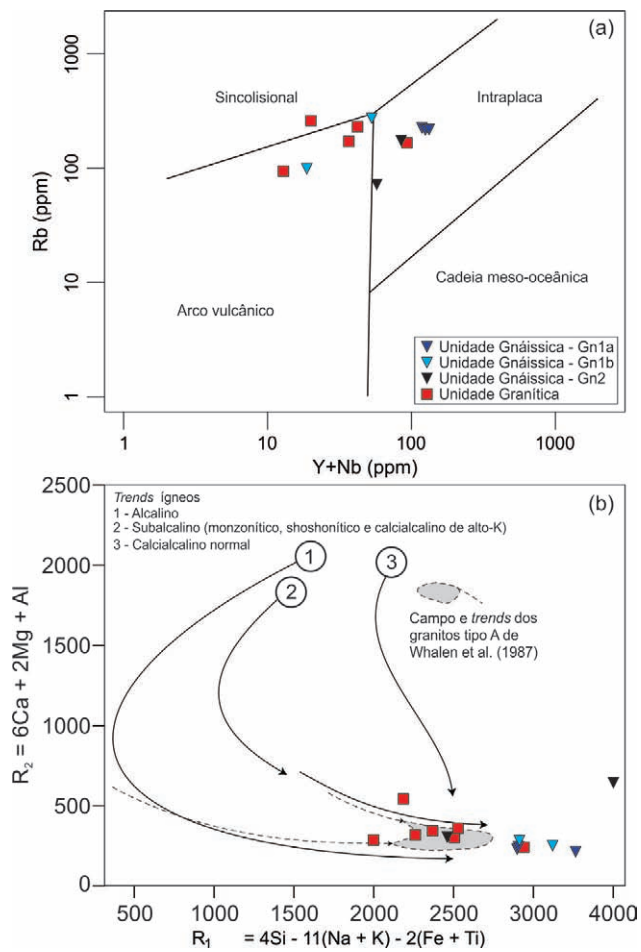 (a)
1000
Sincolisional
Intraplaca
100
Rb (ppm)
10
Cadeia meso-oceânica
Arco vulcânico
Unidade Gnáissica - Gn1a
Unidade Gnáissica - Gn1b
Unidade Gnáissica - Gn2
Unidade Granítica
1
1 10 100 1000
Y+Nb (ppm)
2500
(b)
Trends ígneos
1 - Alcalino
2 - Subalcalino (monzonítico, shoshonítico e calcialcalino de alto-K)
3 - Calcialcalino normal
2000
1
2
3
Campo e trends dos
granitos tipo A de
Whalen et al. (1987)
1500
R2 = 6Ca + 2Mg + Al
1000
500
0
500 1000 1500 2000 2500 3000 3500 4000
R1 = 4Si - 11(Na + K) - 2(Fe + Ti)